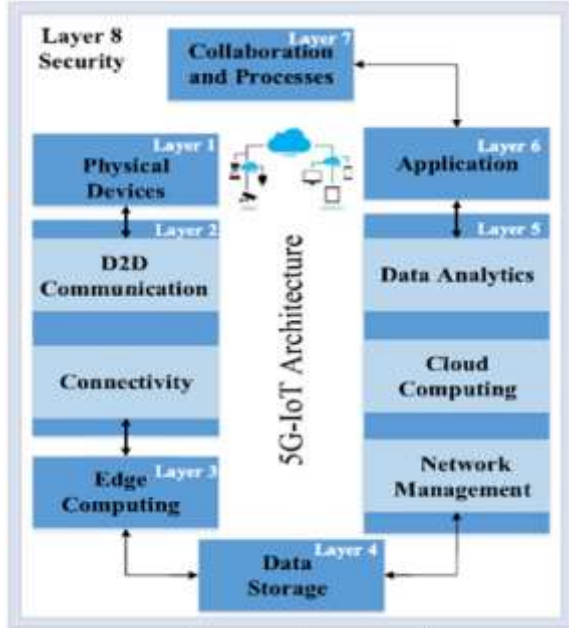 Layer 8
Security
Layer 7
Collaboration
and Processes
Layer 1
Physical
Devices
Layer 2
D2D
Communication
Connectivity
Layer 3
Edge
Computing
5G-IoT Architecture
Layer 4
Data
Storage
Layer 6
Application
Layer 5
Data Analytics
Cloud
Computing
Network
Management